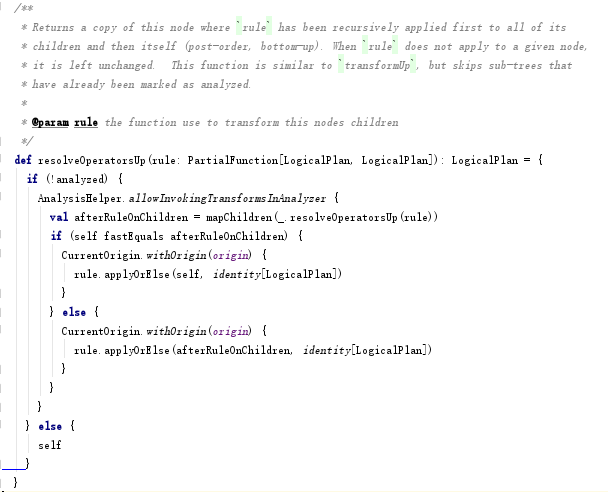 /**
 * Returns a copy of this node where `rule` has been recursively applied first to all of its
 * children and then itself (post-order, bottom-up). When `rule` does not apply to a given node,
 * it is left unchanged.  This function is similar to `transformUp`, but skips sub-trees that
 * have already been marked as analyzed.
 *
 * @param rule the function use to transform this nodes children
 */
def resolveOperatorsUp(rule: PartialFunction[LogicalPlan, LogicalPlan]): LogicalPlan = {
  if (!analyzed) {
    AnalysisHelper.allowInvokingTransformsInAnalyzer {
      val afterRuleOnChildren = mapChildren(_.resolveOperatorsUp(rule))
      if (self fastEquals afterRuleOnChildren) {
        CurrentOrigin.withOrigin(origin) {
          rule.applyOrElse(self, identity[LogicalPlan])
        }
      } else {
        CurrentOrigin.withOrigin(origin) {
          rule.applyOrElse(afterRuleOnChildren, identity[LogicalPlan])
        }
      }
    }
  } else {
    self
  }
}